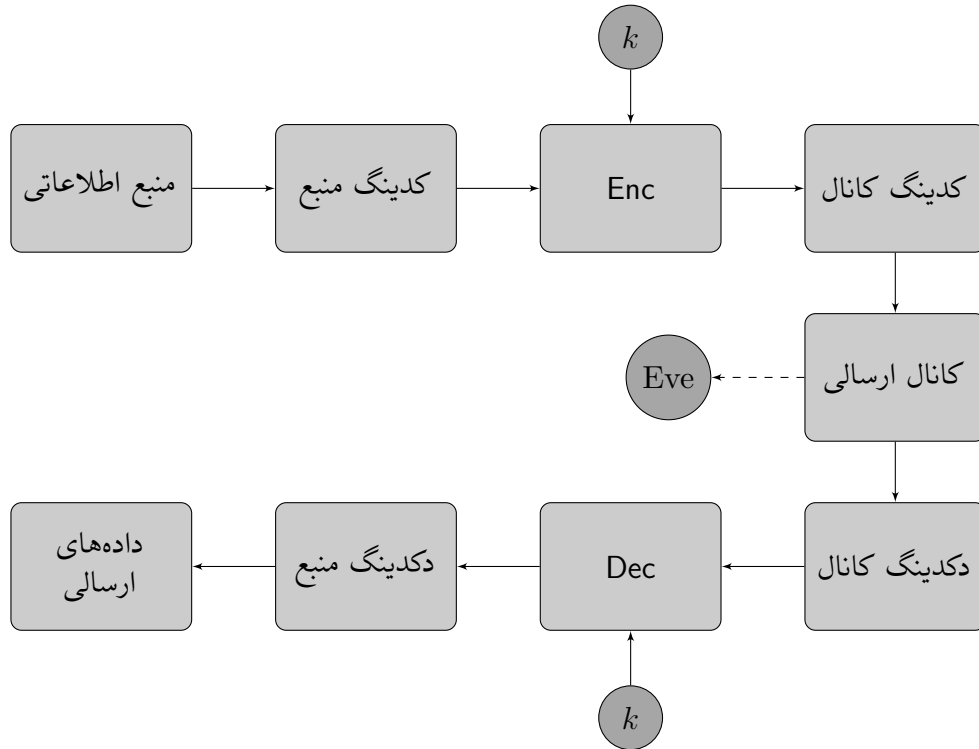 k
منبع اطلاعاتی
کدینگ منبع
Enc
کدینگ کانال
Eve
کانال ارسالی
داده‌های
ارسالی
دکدینگ منبع
Dec
دکدینگ کانال
k